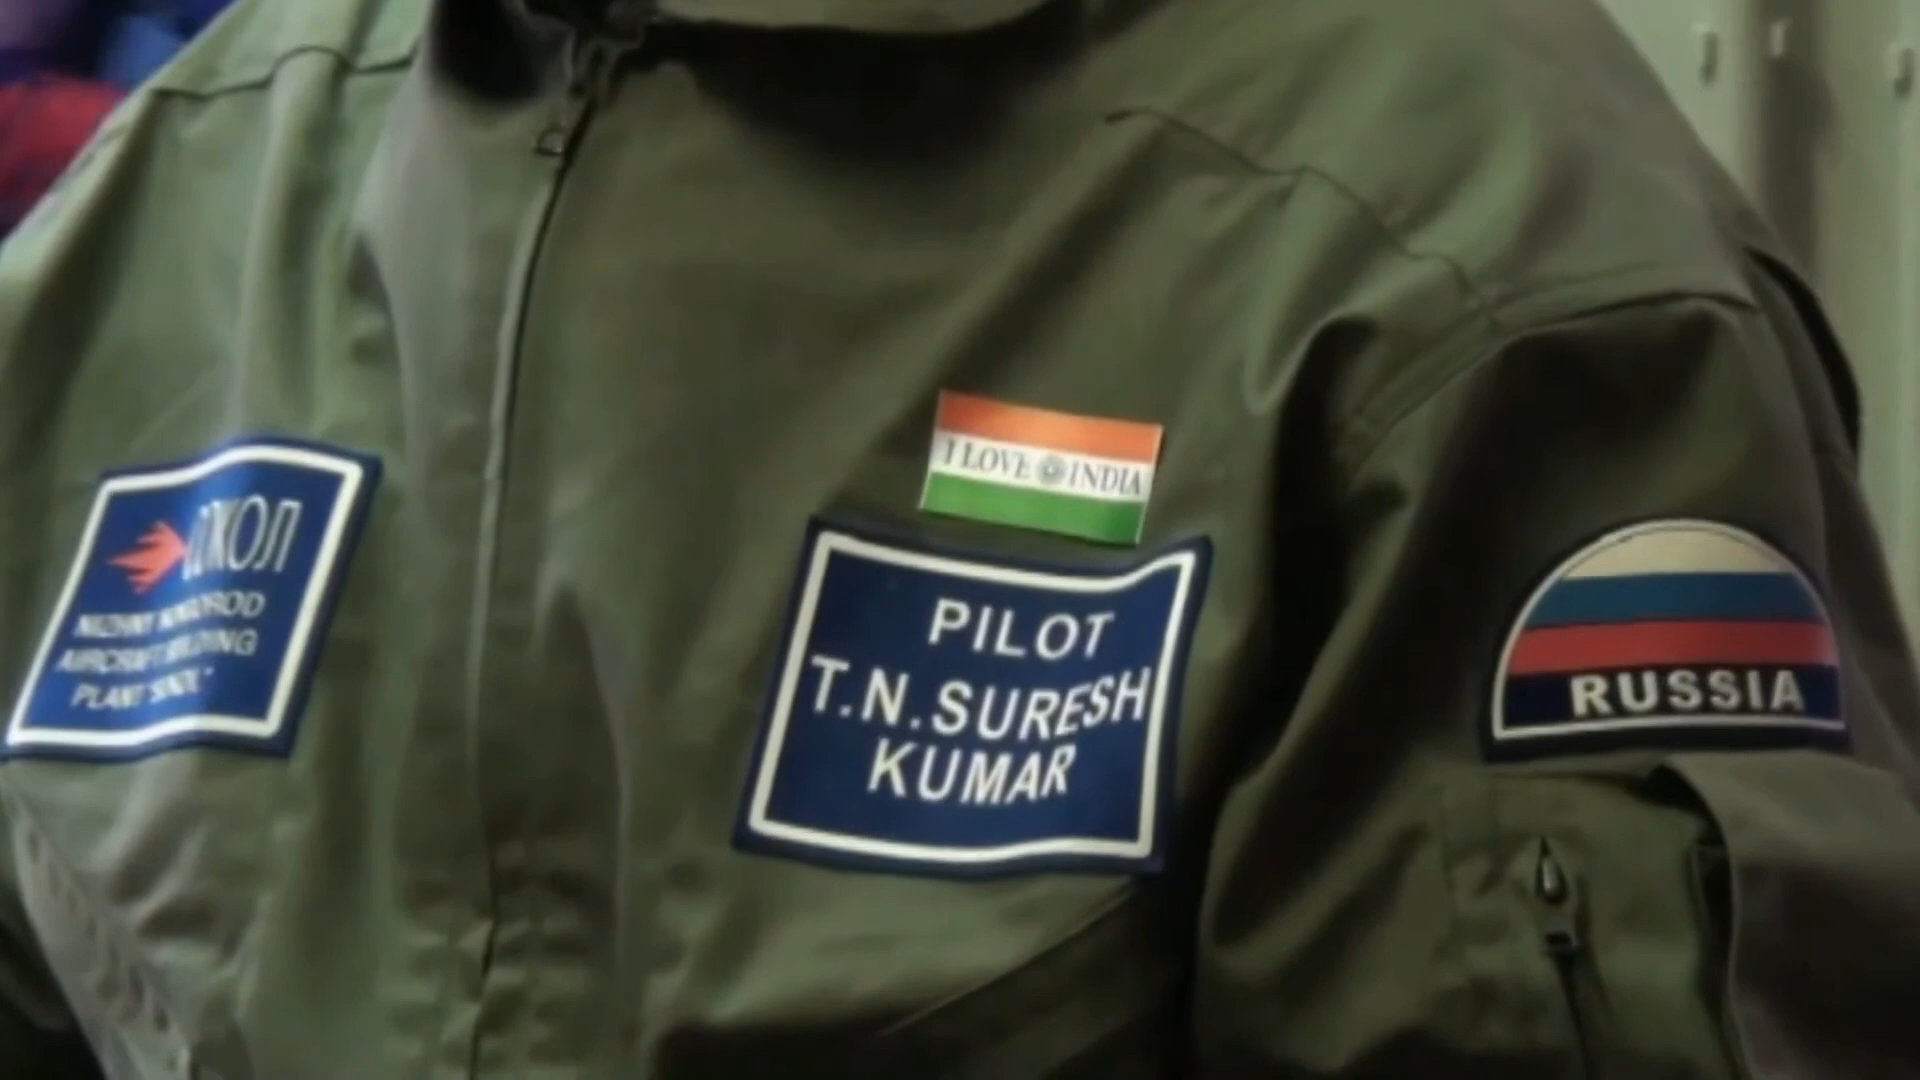 СОКОЛ
NIZHNY NOVGOROD
AIRCRAFT BUILDING
PLANT "SOKOL"
I LOVE INDIA
PILOT
T.N.SURESH
KUMAR
RUSSIA